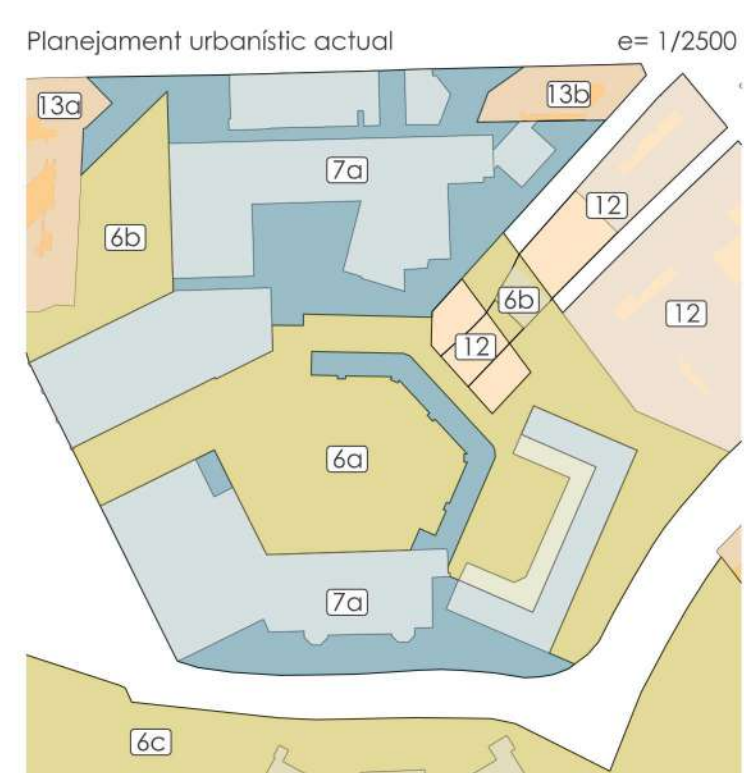 Planejament urbanístic actual
e= 1/2500
13a
13b
7a
12
6b
6b
12
12
6a
7a
6c